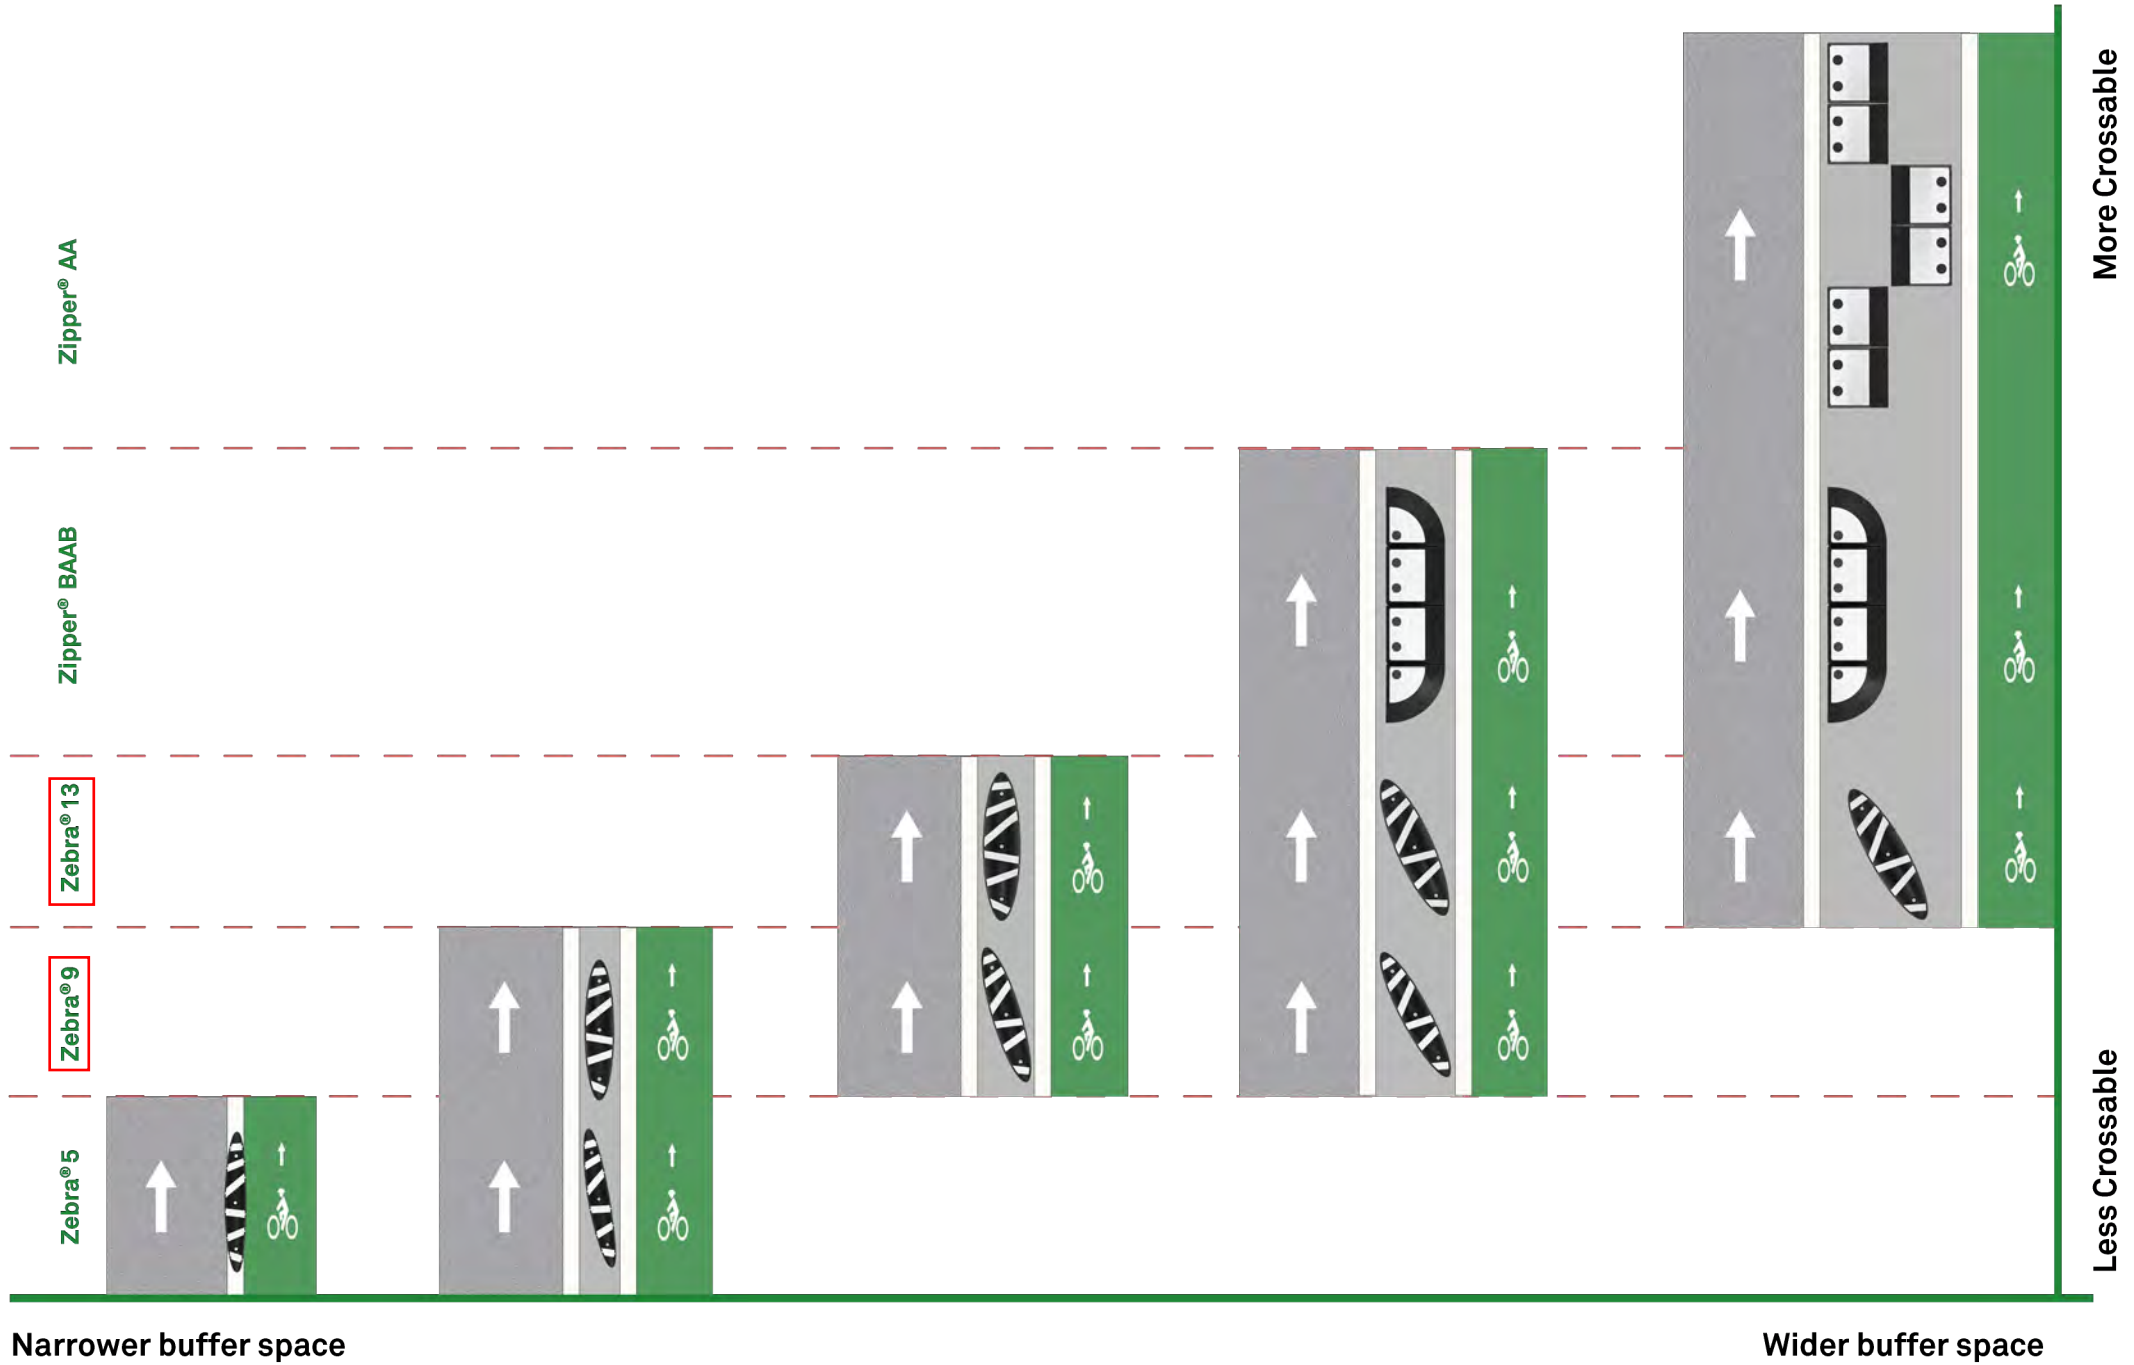 More Crossable
Zipper® AA
Zipper® BAAB
Zebra® 13
Zebra® 9
Zebra® 5
Less Crossable
Narrower buffer space
Wider buffer space